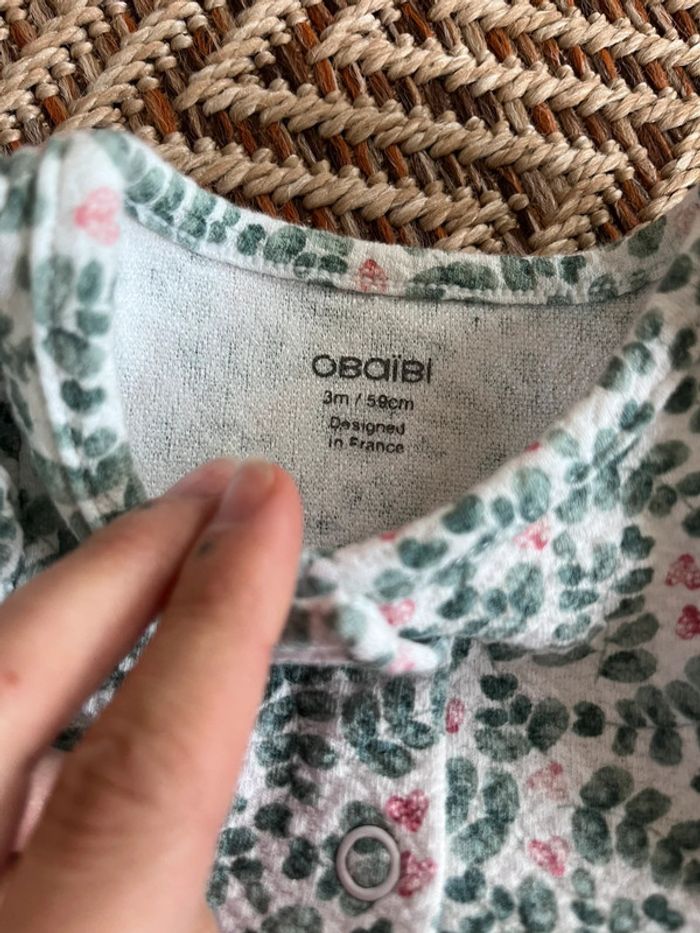 OBaïBi
3m / 59cm
Designed
in France